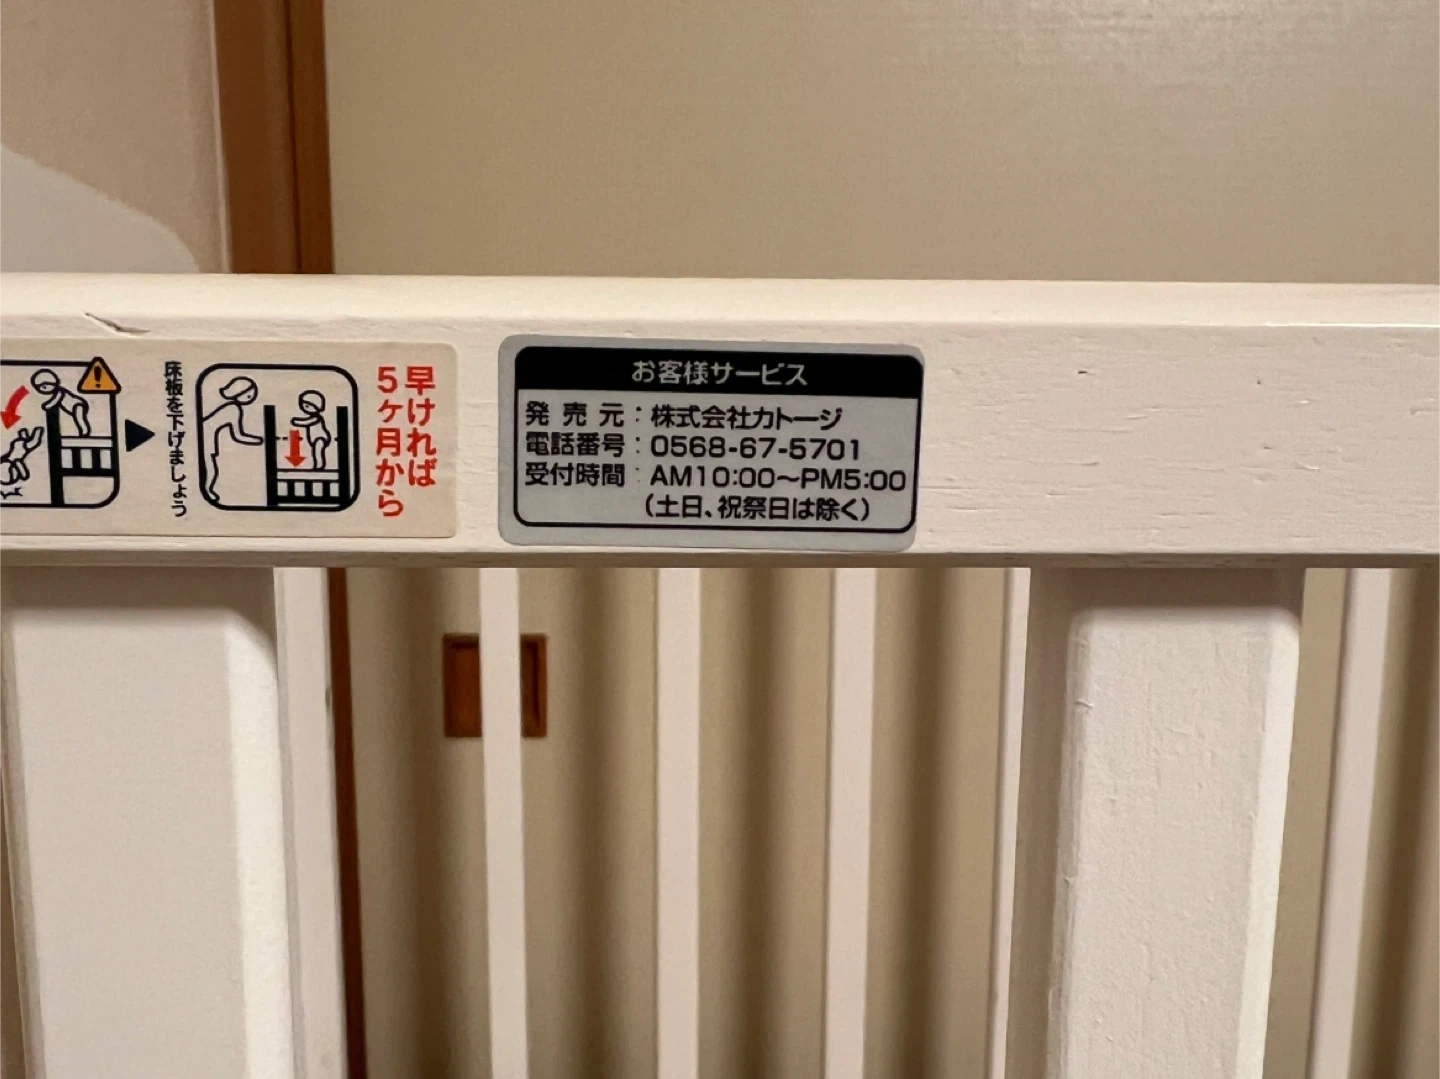 早ければ
5ヶ月から
床板を下げましょう
お客様サービス
発売元：株式会社カトージ
電話番号：0568-67-5701
受付時間：AM10:00〜PM5:00
（土日、祝祭日は除く）